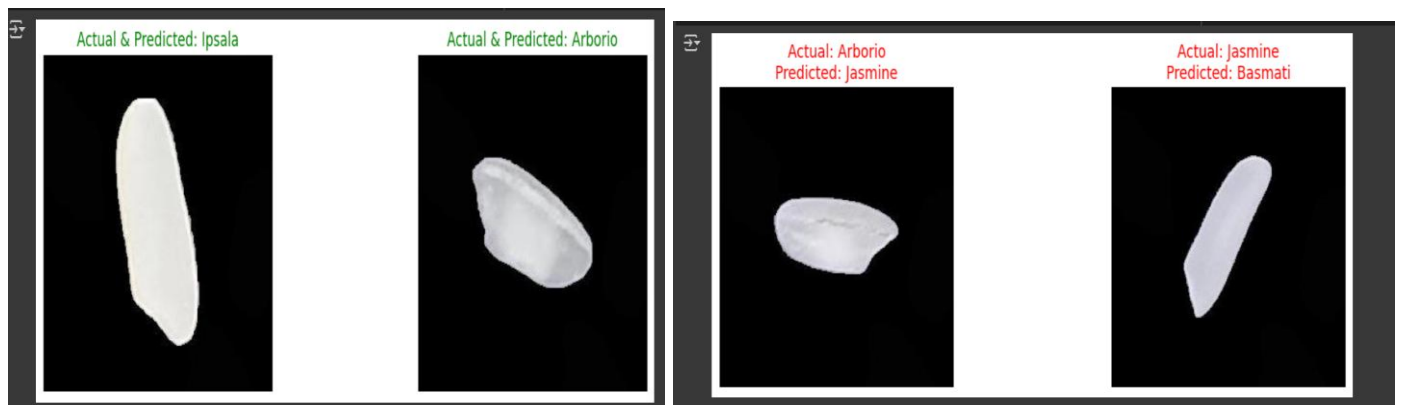 Actual & Predicted: Ipsala
Actual & Predicted: Arborio
Actual: Arborio
Predicted: Jasmine
Actual: Jasmine
Predicted: Basmati